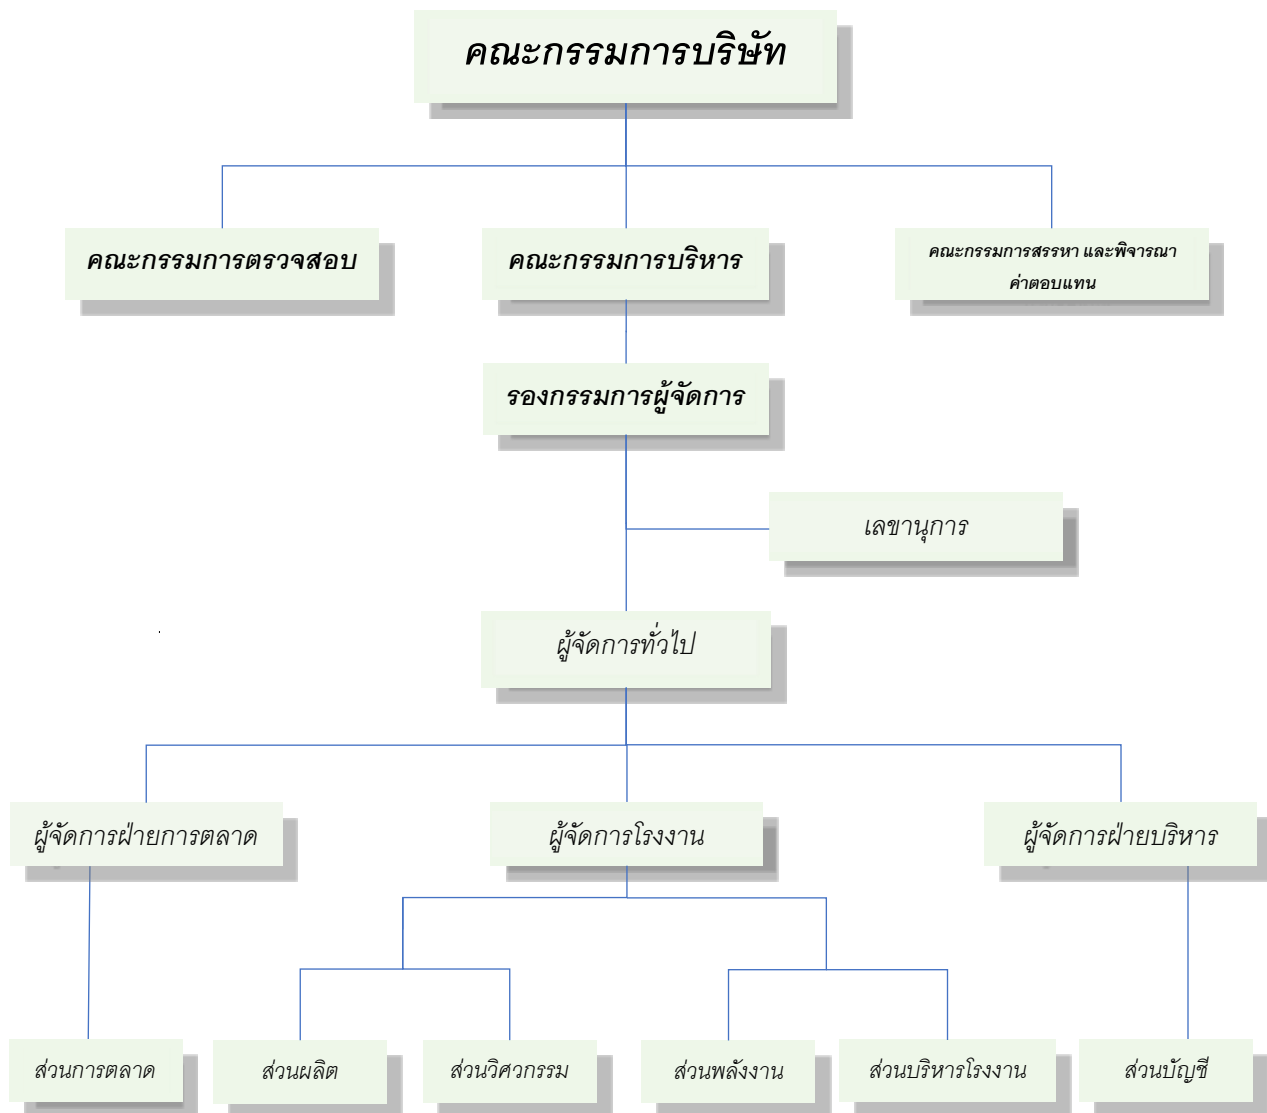 คณะกรรมการบริษัท
คณะกรรมการตรวจสอบ
คณะกรรมการบริหาร
คณะกรรมการสรรหา และพิจารณา
ค่าตอบแทน
รองกรรมการผู้จัดการ
เลขานุการ
ผู้จัดการทั่วไป
ผู้จัดการฝ่ายการตลาด
ผู้จัดการโรงงาน
ผู้จัดการฝ่ายบริหาร
ส่วนการตลาด
ส่วนผลิต
ส่วนวิศวกรรม
ส่วนพลังงาน
ส่วนบริหารโรงงาน
ส่วนบัญชี